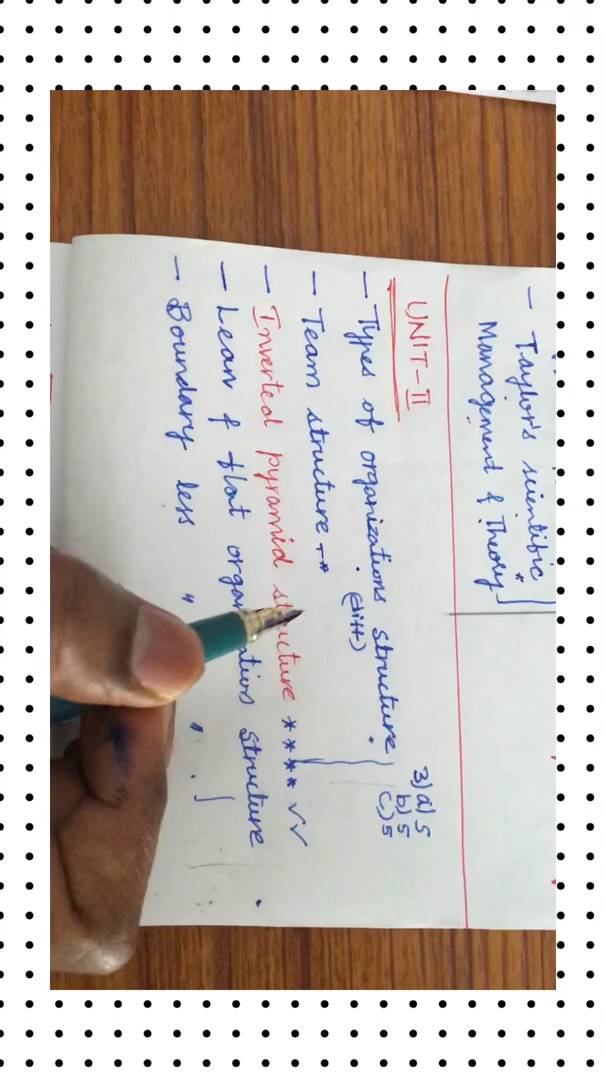 - Taylor's scientific
Management & Theory *
UNIT-II
3) a) 5
b) 5
c) 5
- Types of organizations structure.
(diff)
- Team structure - *
- Inverted pyramid structure * * * * ✓✓
- Lean & flat structure
- Boundary less " " .